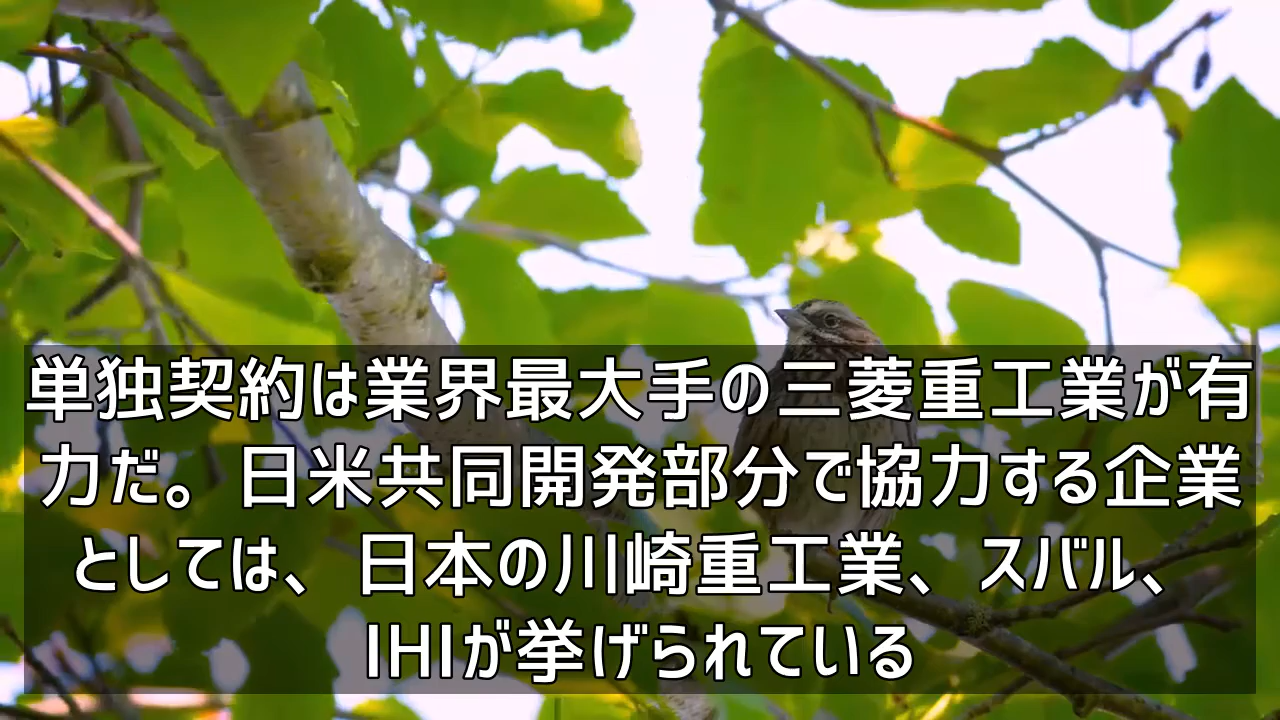 単独契約は業界最大手の三菱重工業が有
力だ。日米共同開発部分で協力する企業
としては、日本の川崎重工業、スバル、
IHIが挙げられている